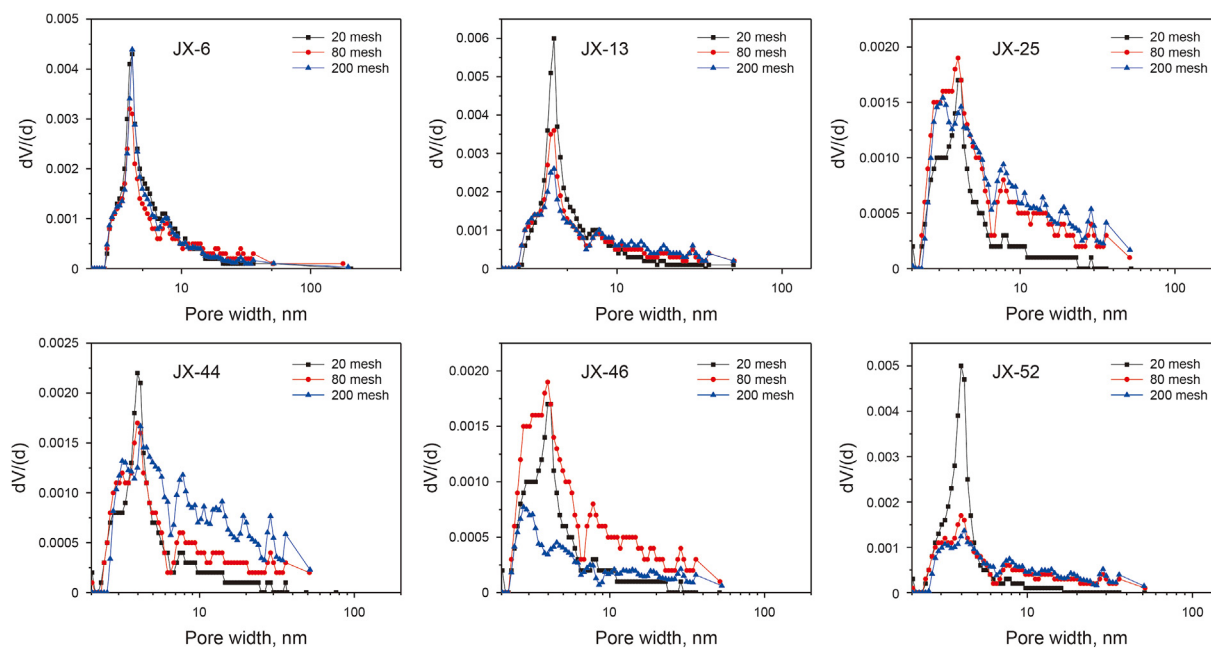 JX-6
20 mesh
80 mesh
200 mesh
0.005
0.004
0.003
0.002
0.001
0
dV/(d)
10
100
Pore width, nm
JX-13
20 mesh
80 mesh
200 mesh
0.006
0.005
0.004
0.003
0.002
0.001
0
dV/(d)
10
100
Pore width, nm
JX-25
20 mesh
80 mesh
200 mesh
0.0020
0.0015
0.0010
0.0005
0
dV/(d)
10
100
Pore width, nm
JX-44
20 mesh
80 mesh
200 mesh
0.0025
0.0020
0.0015
0.0010
0.0005
0
dV/(d)
10
100
Pore width, nm
JX-46
20 mesh
80 mesh
200 mesh
0.0020
0.0015
0.0010
0.0005
0
dV/(d)
10
100
Pore width, nm
JX-52
20 mesh
80 mesh
200 mesh
0.005
0.004
0.003
0.002
0.001
0
dV/(d)
10
100
Pore width, nm